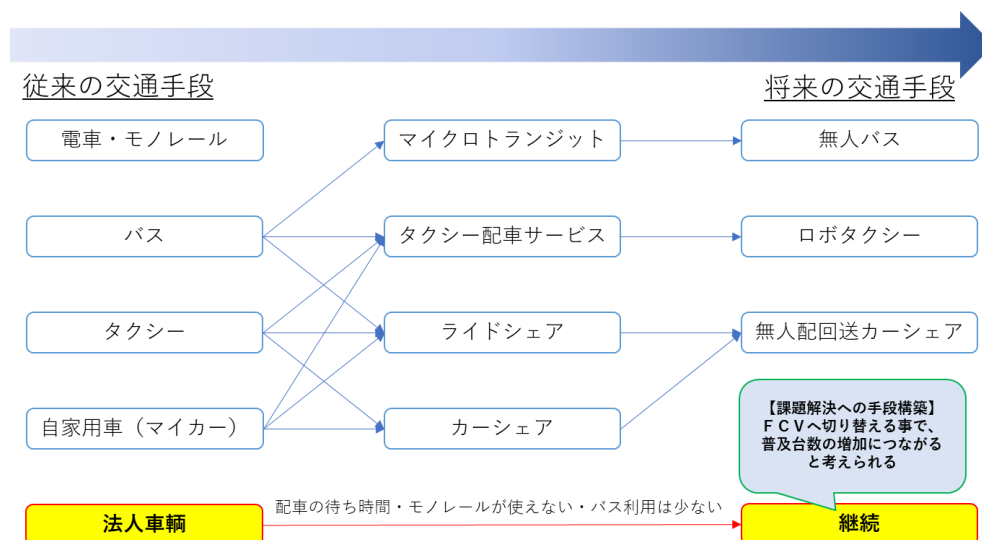 従来の交通手段
将来の交通手段
電車・モノレール
マイクロトランジット
無人バス
バス
タクシー配車サービス
ロボタクシー
タクシー
ライドシェア
無人配回送カーシェア
自家用車（マイカー）
カーシェア
【課題解決への手段構築】
ＦＣＶへ切り替える事で、
普及台数の増加につながる
と考えられる
法人車輌
配車の待ち時間・モノレールが使えない・バス利用は少ない
継続